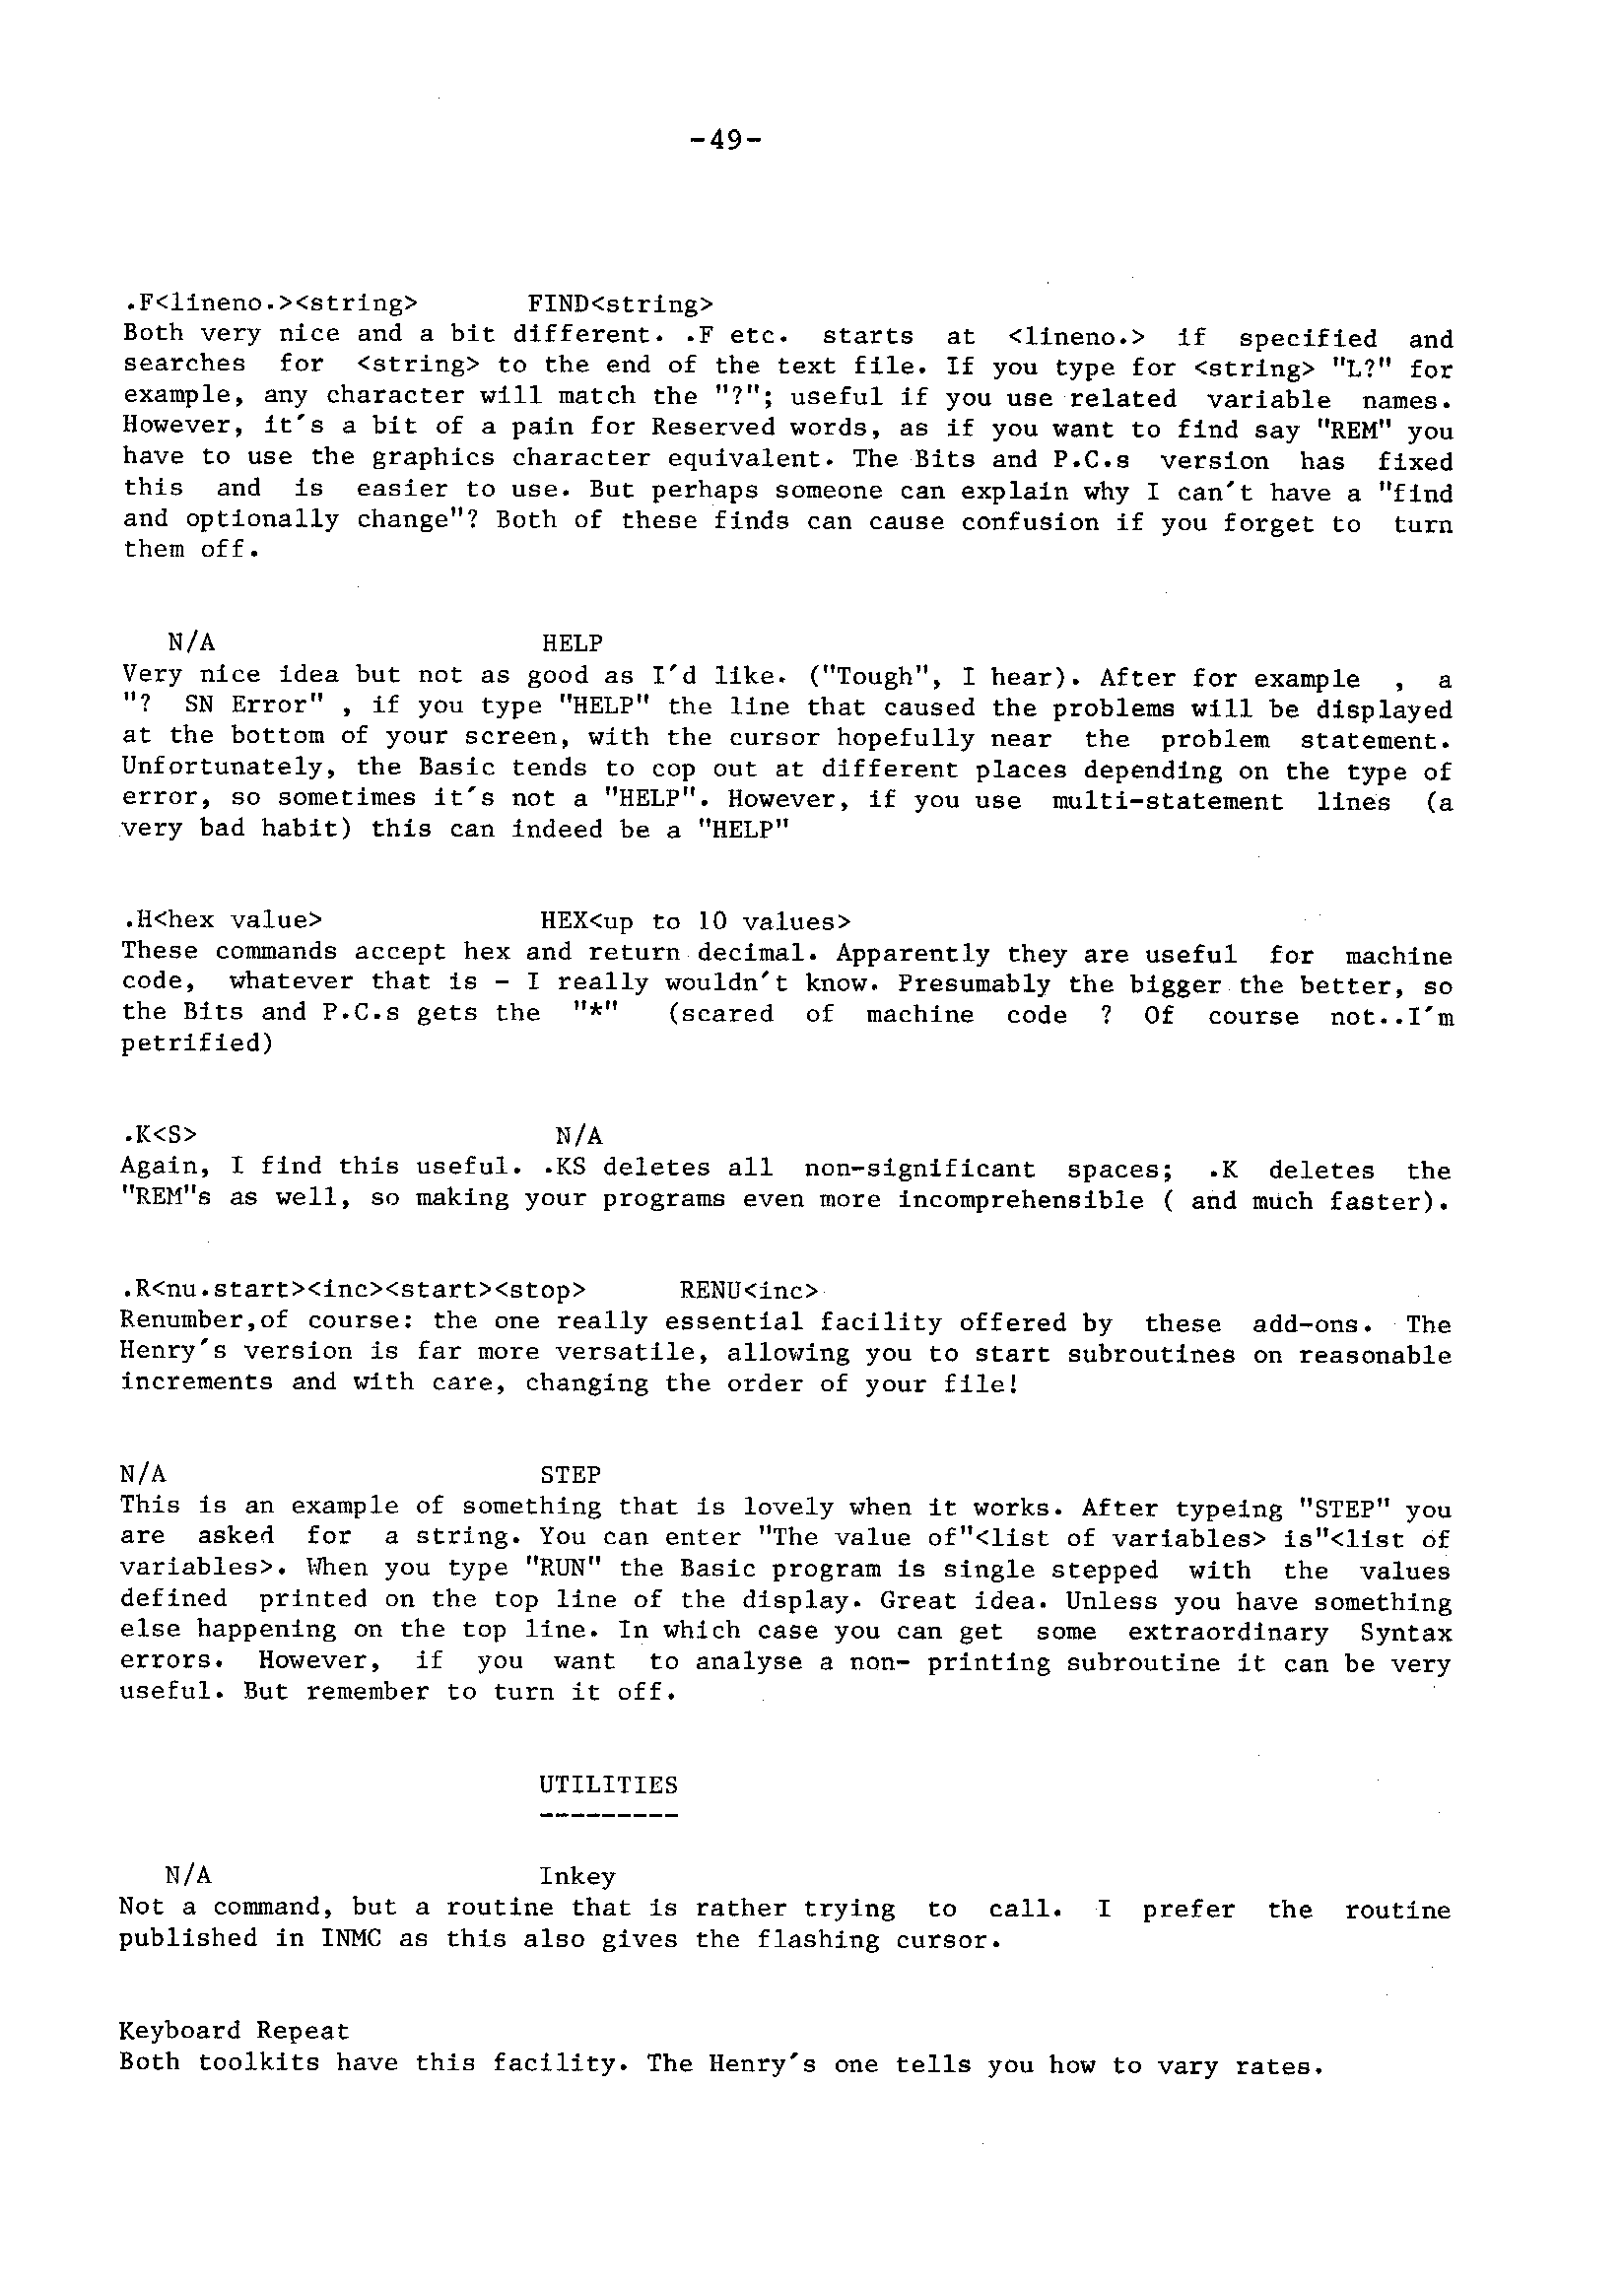 -49-
.F<lineno.><string> FIND<string>
Both very nice and a bit different. .F etc. starts at <lineno.> if specified and
searches for <string> to the end of the text file. If you type for <string> "L?" for
example, any character will match the "?"; useful if you use related variable names.
However, it's a bit of a pain for Reserved words, as if you want to find say "REM" you
have to use the graphics character equivalent. The Bits and P.C.s version has fixed
this and is easier to use. But perhaps someone can explain why I can't have a "find
and optionally change"? Both of these finds can cause confusion if you forget to turn
them off.
N/A HELP
Very nice idea but not as good as I'd like. ("Tough", I hear). After for example , a
"? SN Error" , if you type "HELP" the line that caused the problems will be displayed
at the bottom of your screen, with the cursor hopefully near the problem statement.
Unfortunately, the Basic tends to cop out at different places depending on the type of
error, so sometimes it's not a "HELP". However, if you use multi-statement lines (a
very bad habit) this can indeed be a "HELP"
.H<hex value> HEX<up to 10 values>
These commands accept hex and return decimal. Apparently they are useful for machine
code, whatever that is - I really wouldn't know. Presumably the bigger the better, so
the Bits and P.C.s gets the "*" (scared of machine code ? Of course not..I'm
petrified)
.K<S> N/A
Again, I find this useful. .KS deletes all non-significant spaces; .K deletes the
"REM"s as well, so making your programs even more incomprehensible ( and much faster).
.R<nu.start><inc><start><stop> RENU<inc>
Renumber,of course: the one really essential facility offered by these add-ons. The
Henry's version is far more versatile, allowing you to start subroutines on reasonable
increments and with care, changing the order of your file!
N/A STEP
This is an example of something that is lovely when it works. After typeing "STEP" you
are asked for a string. You can enter "The value of"<list of variables> is"<list of
variables>. When you type "RUN" the Basic program is single stepped with the values
defined printed on the top line of the display. Great idea. Unless you have something
else happening on the top line. In which case you can get some extraordinary Syntax
errors. However, if you want to analyse a non- printing subroutine it can be very
useful. But remember to turn it off.
UTILITIES
---------
N/A Inkey
Not a command, but a routine that is rather trying to call. I prefer the routine
published in INMC as this also gives the flashing cursor.
Keyboard Repeat
Both toolkits have this facility. The Henry's one tells you how to vary rates.